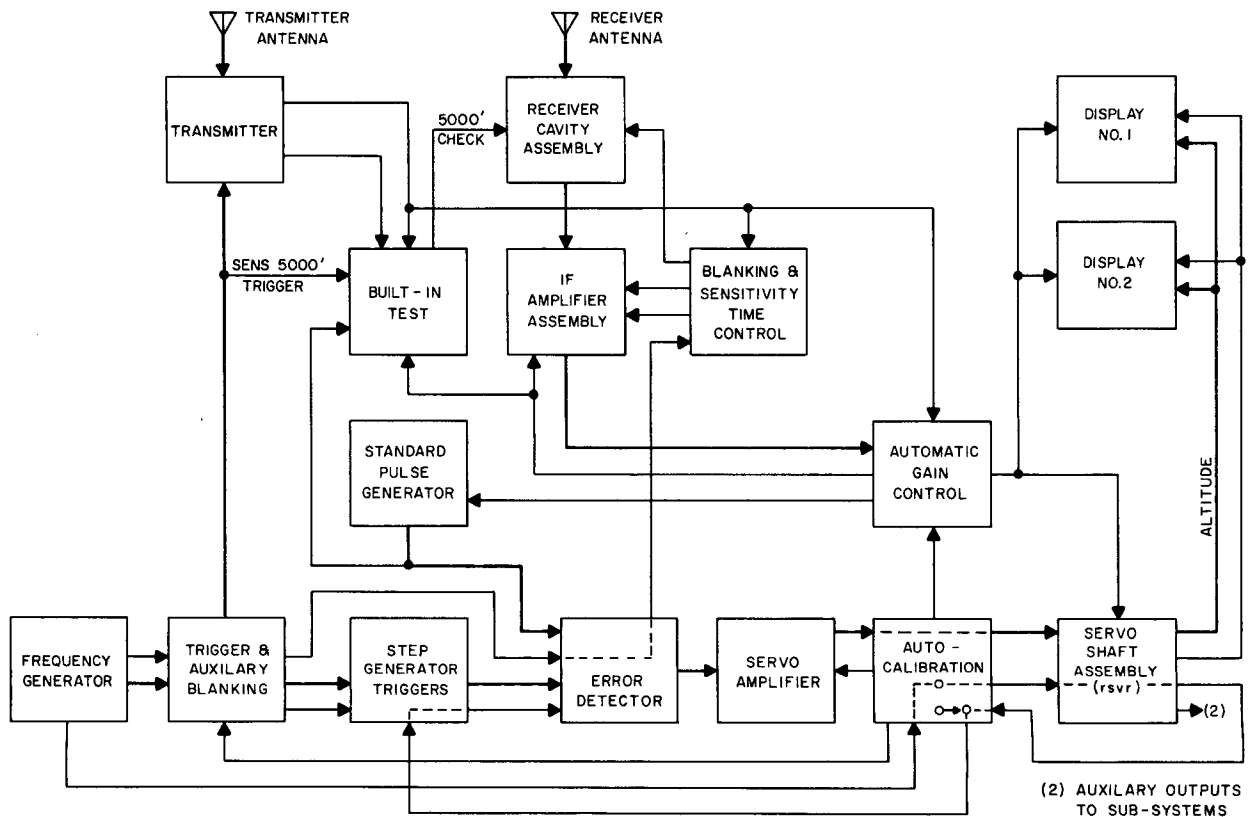 TRANSMITTER
ANTENNA
RECEIVER
ANTENNA
TRANSMITTER
5000'
CHECK
RECEIVER
CAVITY
ASSEMBLY
DISPLAY
NO. 1
SENS 5000'
TRIGGER
BUILT-IN
TEST
IF
AMPLIFIER
ASSEMBLY
BLANKING &
SENSITIVITY
TIME
CONTROL
DISPLAY
NO. 2
STANDARD
PULSE
GENERATOR
AUTOMATIC
GAIN
CONTROL
ALTITUDE
FREQUENCY
GENERATOR
TRIGGER &
AUXILARY
BLANKING
STEP
GENERATOR
TRIGGERS
ERROR
DETECTOR
SERVO
AMPLIFIER
AUTO-
CALIBRATION
SERVO
SHAFT
ASSEMBLY
(rsvr)
(2)
(2) AUXILARY OUTPUTS
TO SUB-SYSTEMS